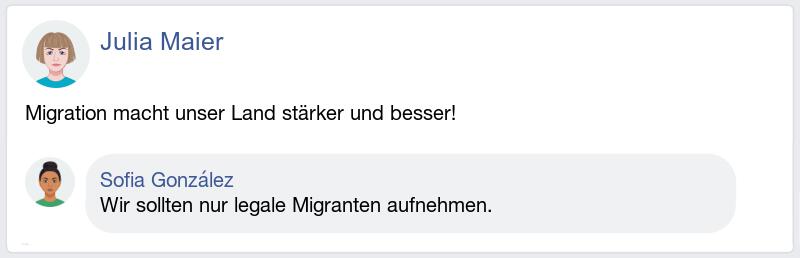 Julia Maier
Migration macht unser Land stärker und besser!
Sofia González
Wir sollten nur legale Migranten aufnehmen.